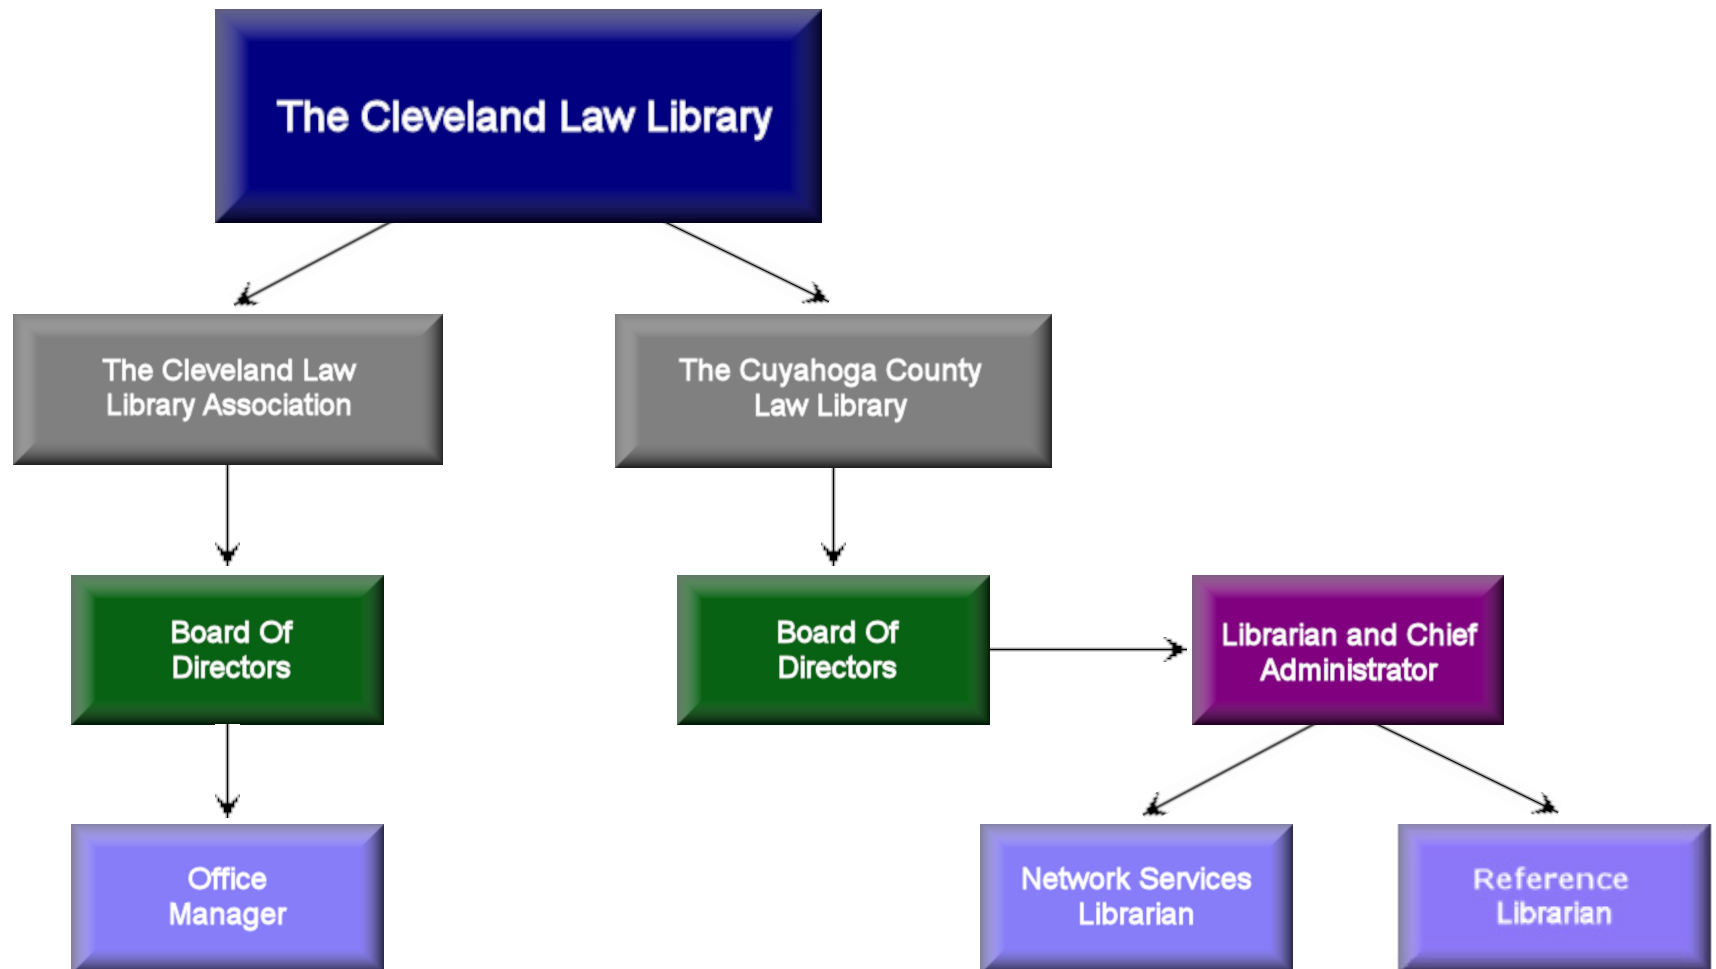 The Cleveland Law Library
The Cleveland Law
Library Association
The Cuyahoga County
Law Library
Board Of
Directors
Board Of
Directors
Librarian and Chief
Administrator
Office
Manager
Network Services
Librarian
Reference
Librarian